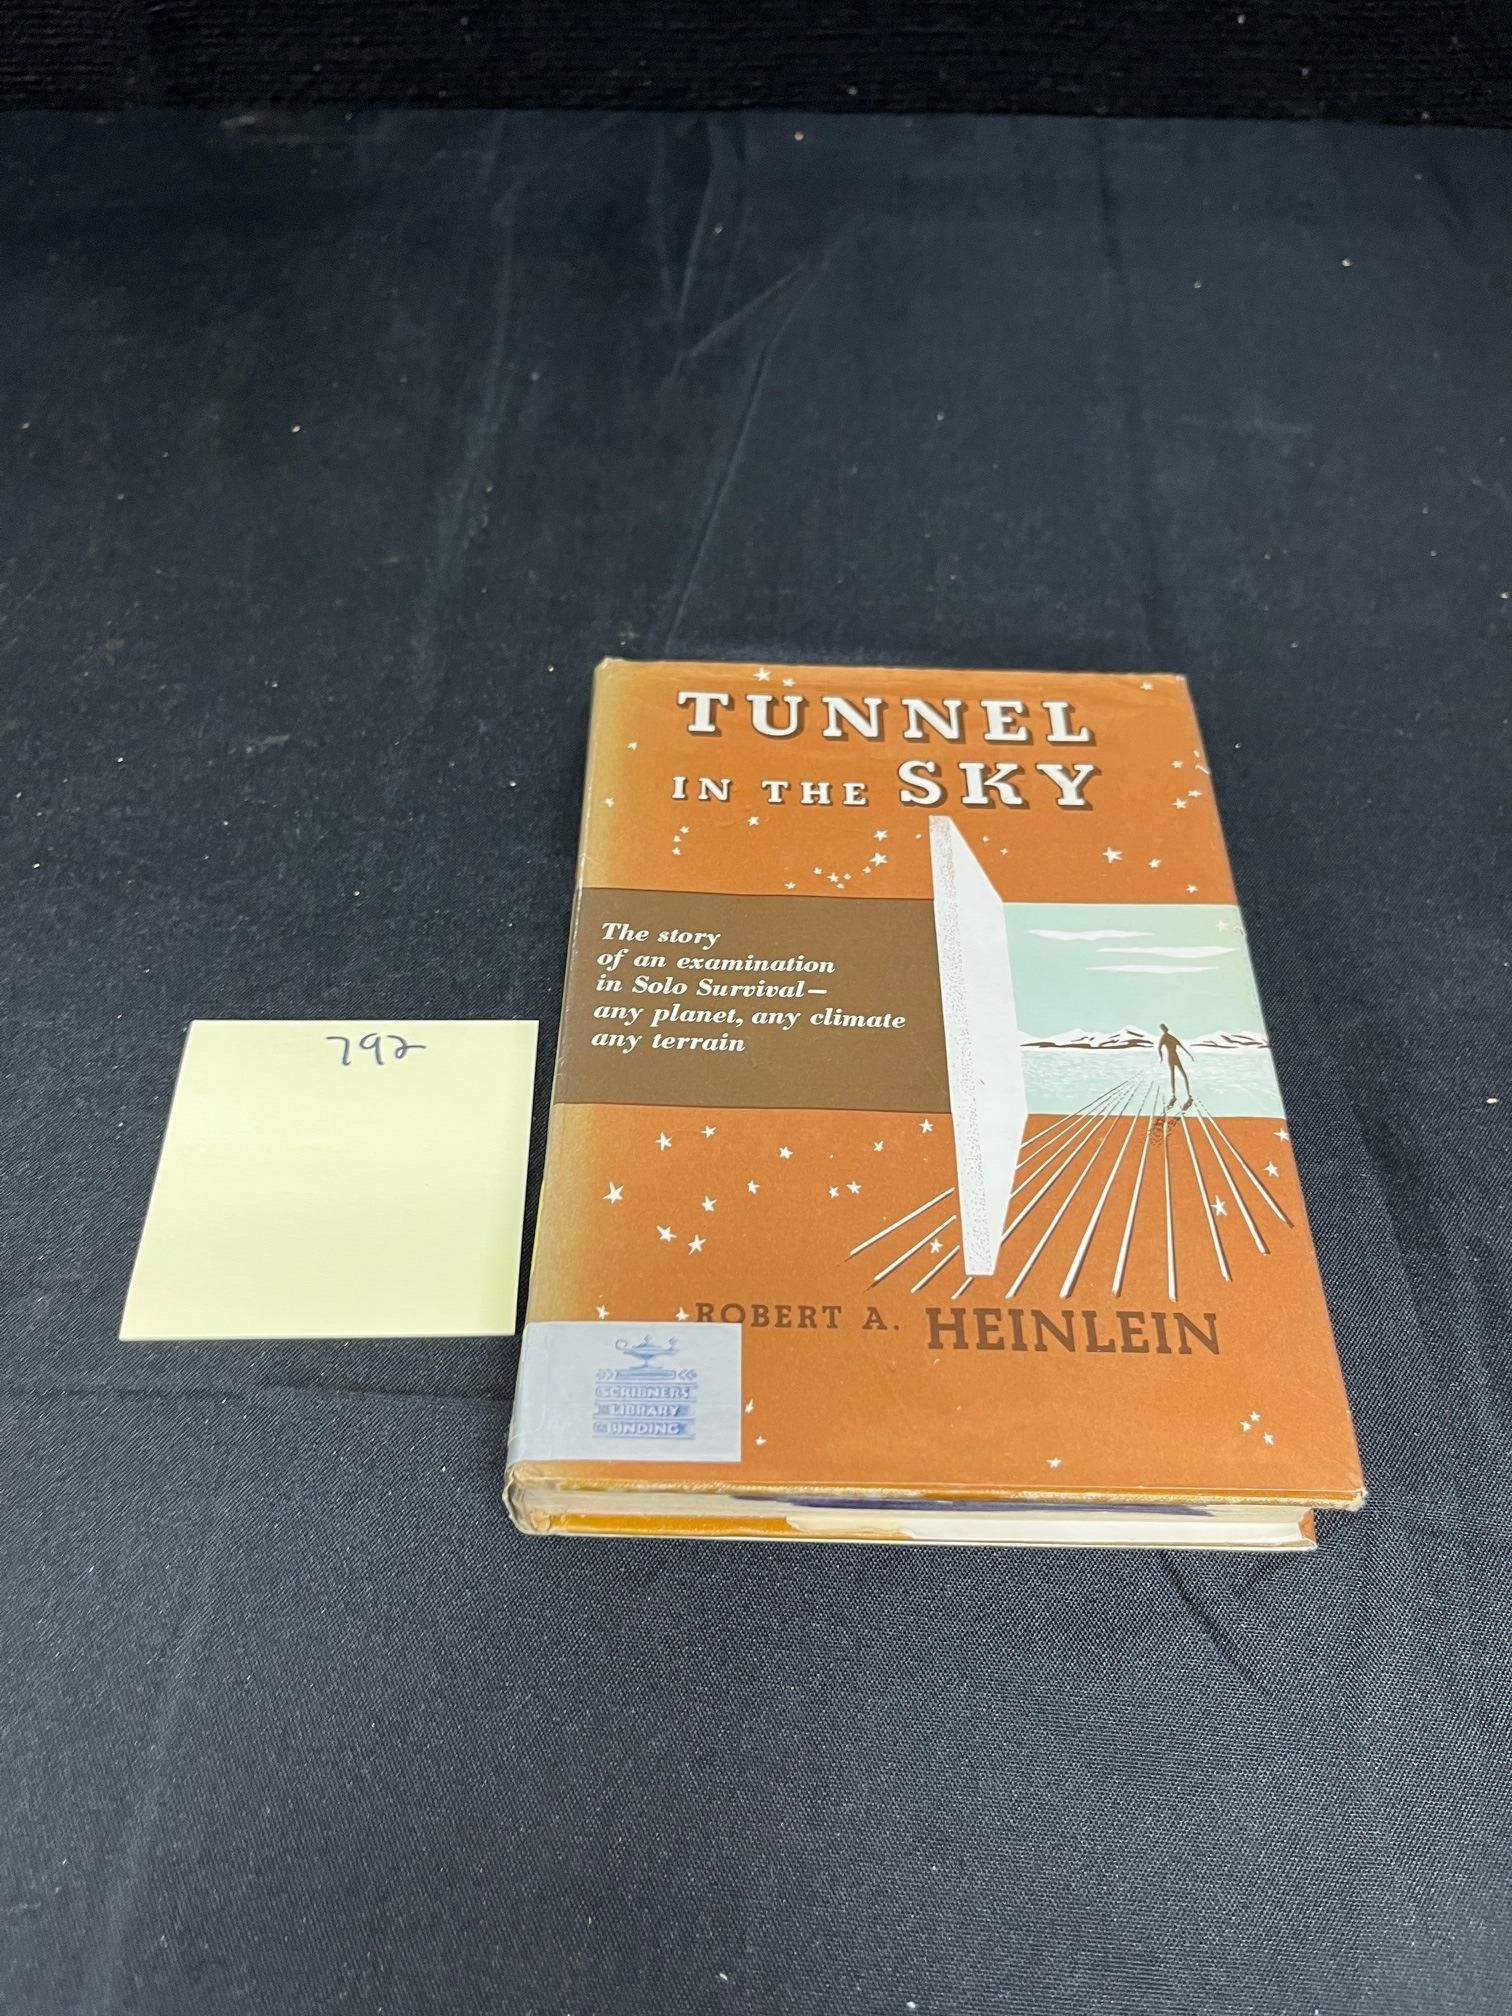 TUNNEL
IN THE SKY
The story
of an examination
in Solo Survival—
any planet, any climate
any terrain
792
ROBERT A. HEINLEIN
SCRIBNERS
LIBRARY
BINDING